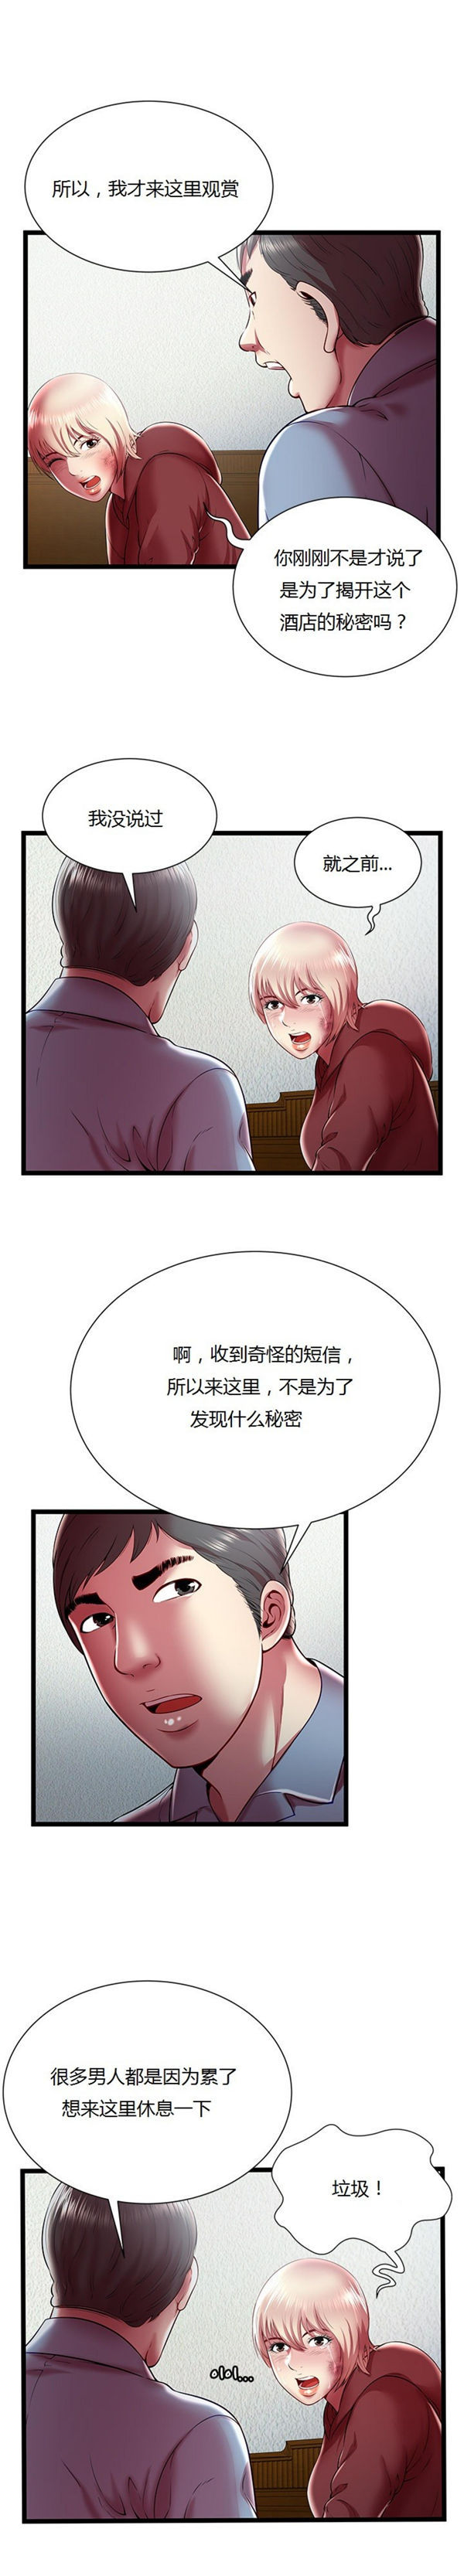 所以，我才来这里观赏
你刚刚不是才说了
是为了揭开这个
酒店的秘密吗？
我没说过
就之前...
啊，收到奇怪的短信，
所以来这里，不是为了
发现什么秘密
很多男人都是因为累了
想来这里休息一下
垃圾！